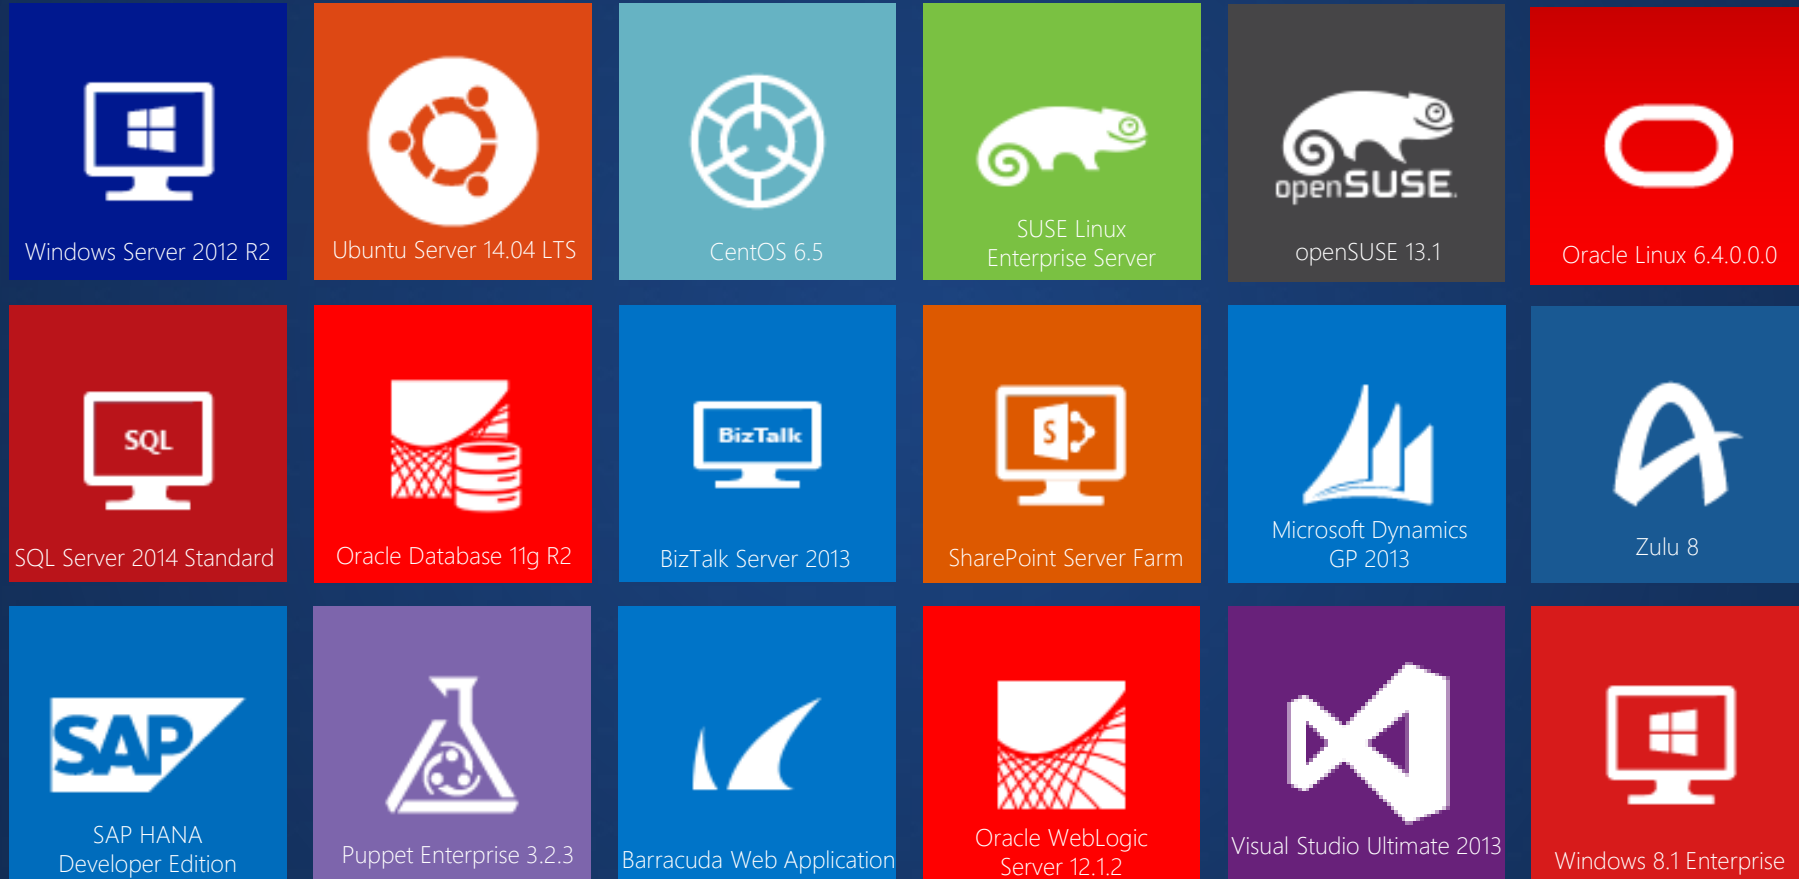 Windows Server 2012 R2
Ubuntu Server 14.04 LTS
CentOS 6.5
SUSE Linux
Enterprise Server
openSUSE.
openSUSE 13.1
Oracle Linux 6.4.0.0.0
SQL
SQL Server 2014 Standard
Oracle Database 11g R2
BizTalk
BizTalk Server 2013
S
SharePoint Server Farm
Microsoft Dynamics
GP 2013
Zulu 8
SAP
SAP HANA
Developer Edition
Puppet Enterprise 3.2.3
Barracuda Web Application
Oracle WebLogic
Server 12.1.2
Visual Studio Ultimate 2013
Windows 8.1 Enterprise